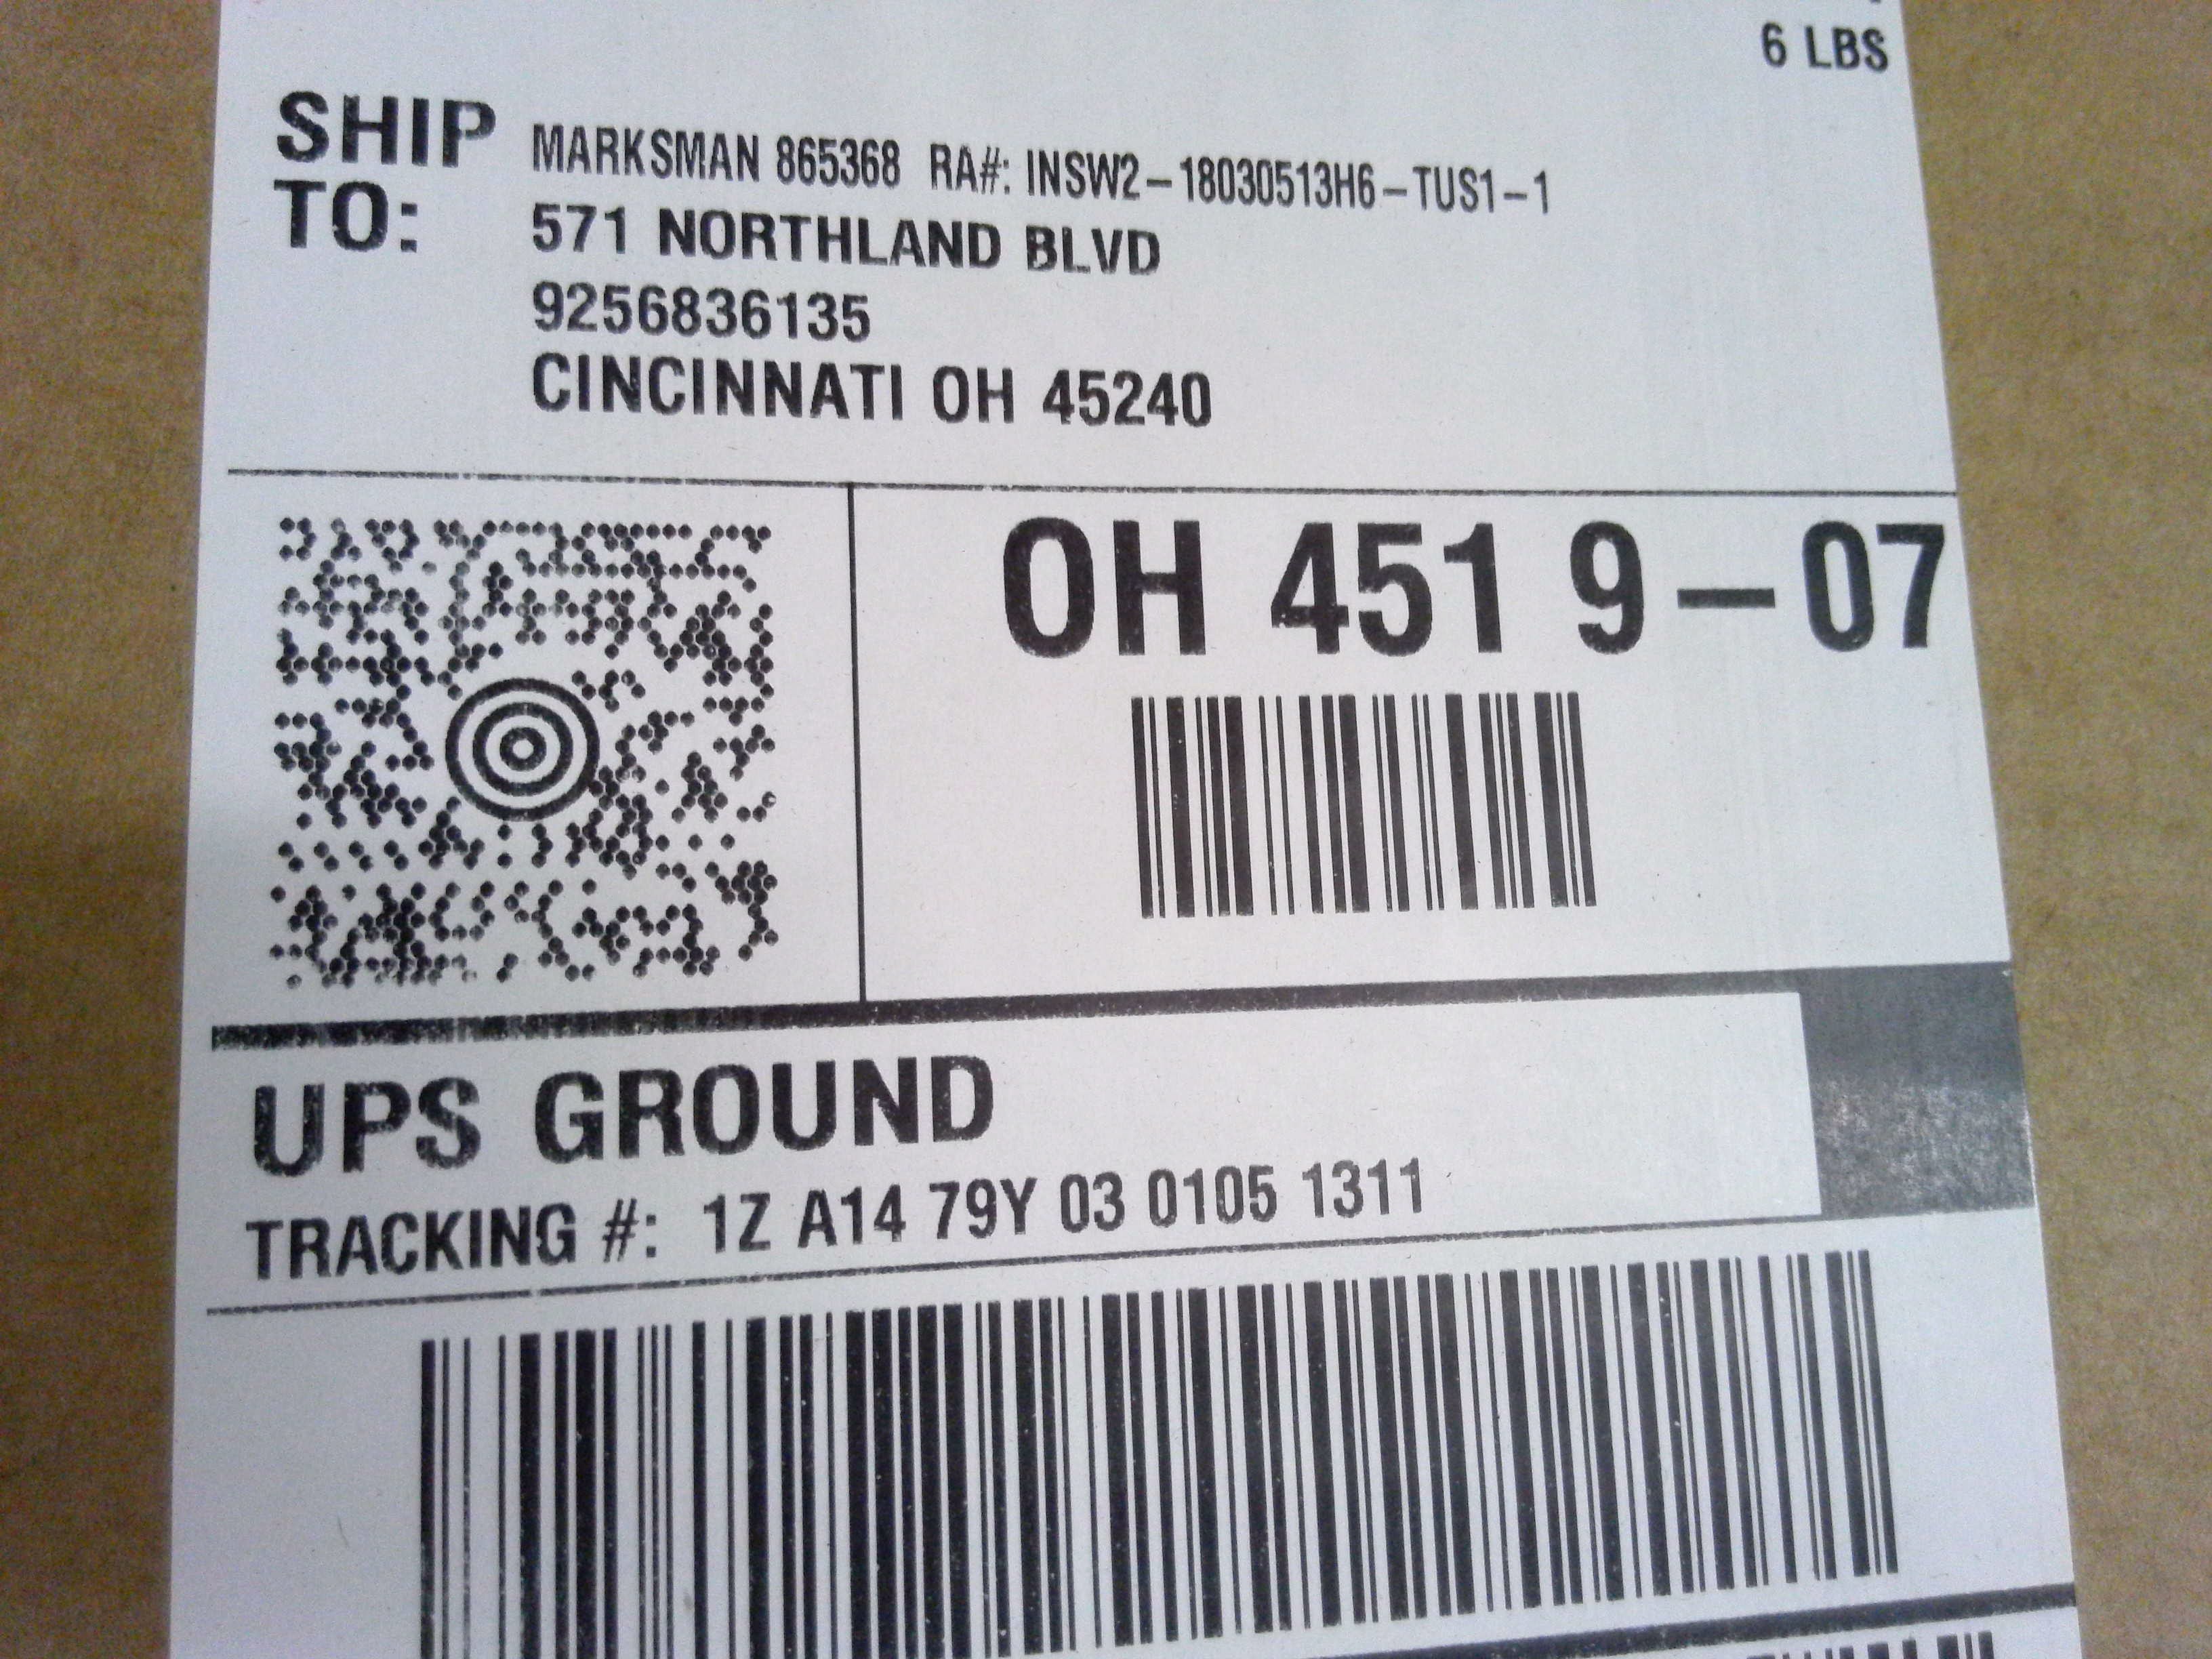 6 LBS
SHIP TO:
MARKSMAN 865368 RA#: INSW2-18030513H6-TUS1-1
571 NORTHLAND BLVD
9256836135
CINCINNATI OH 45240
OH 451 9-07
UPS GROUND
TRACKING #: 1Z A14 79Y 03 0105 1311